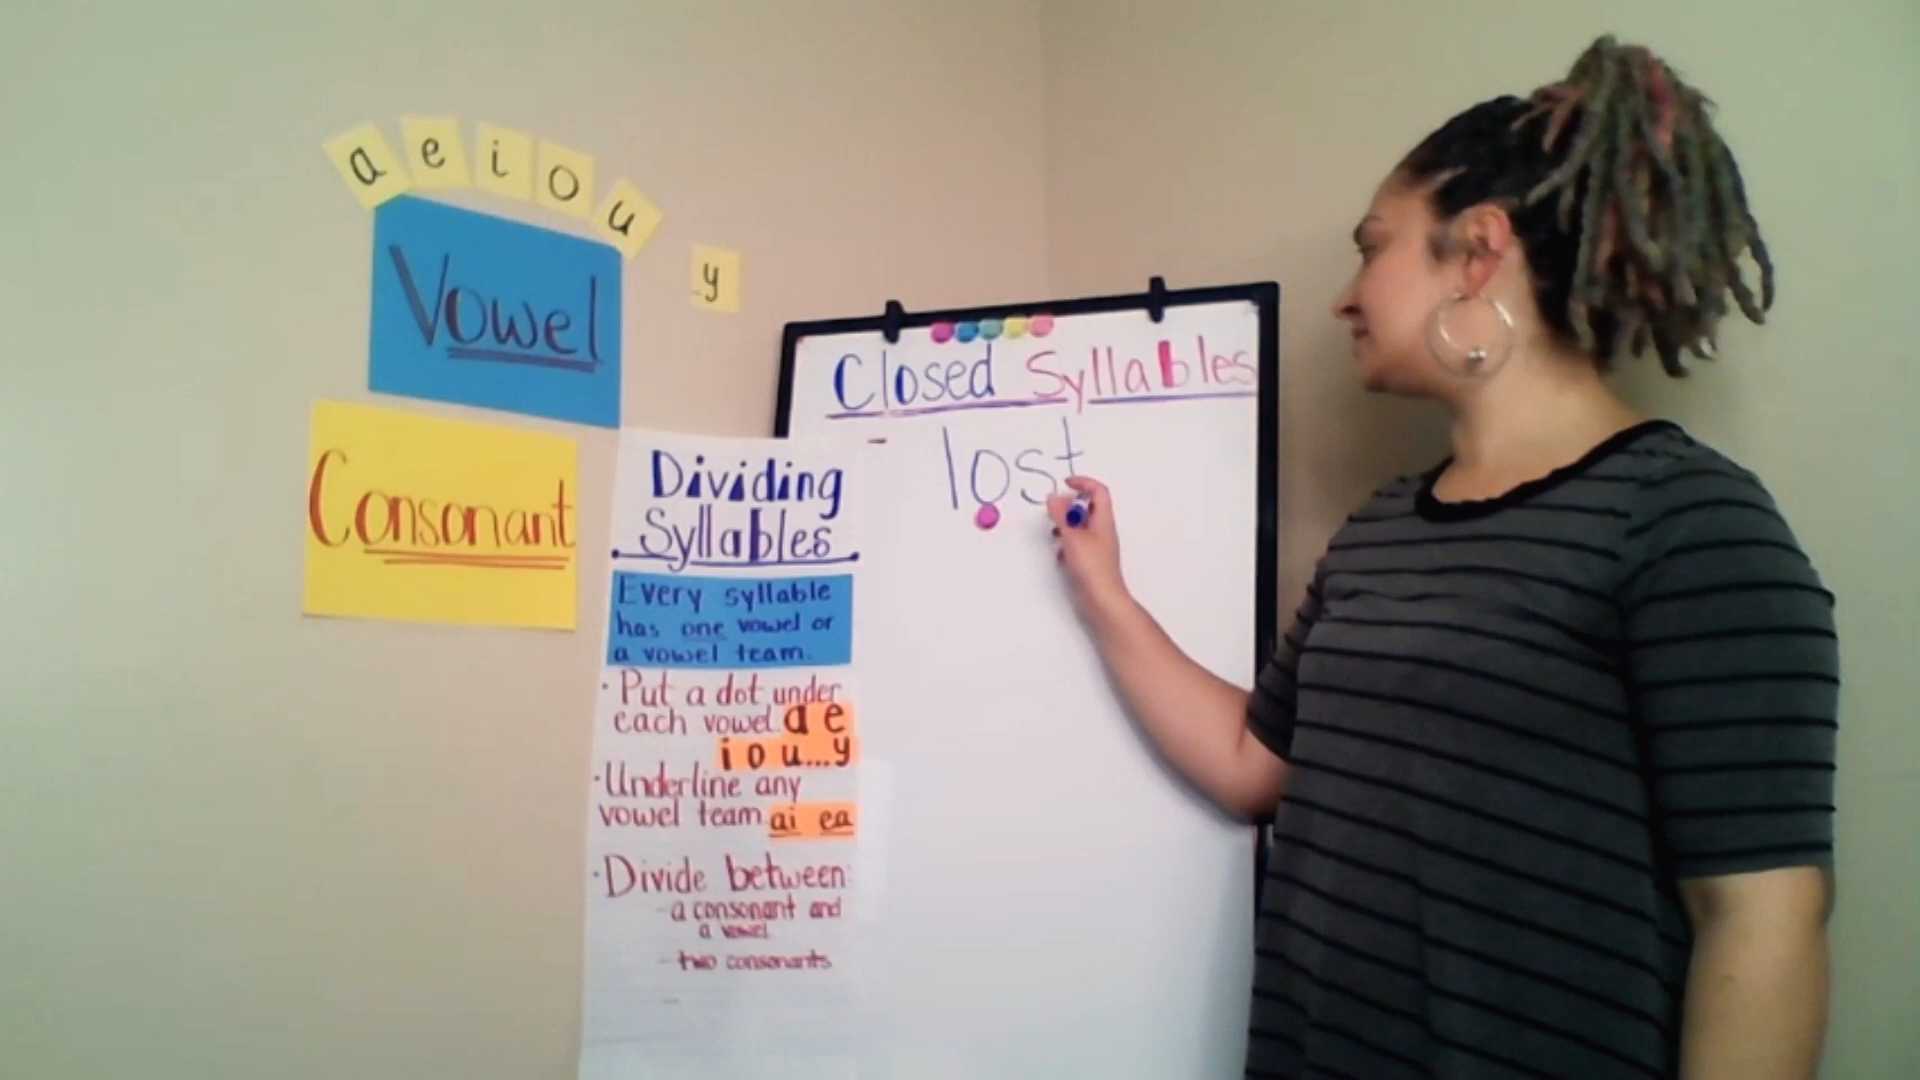 a e i o u
y
Vowel
Consonant
Closed Syllables
lost
Dividing
Syllables
Every syllable
has one vowel or
a vowel team.
· Put a dot under
each vowel. a e
i o u...y
· Underline any
vowel team ai ea
· Divide between:
- a consonant and
a vowel
- two consonants